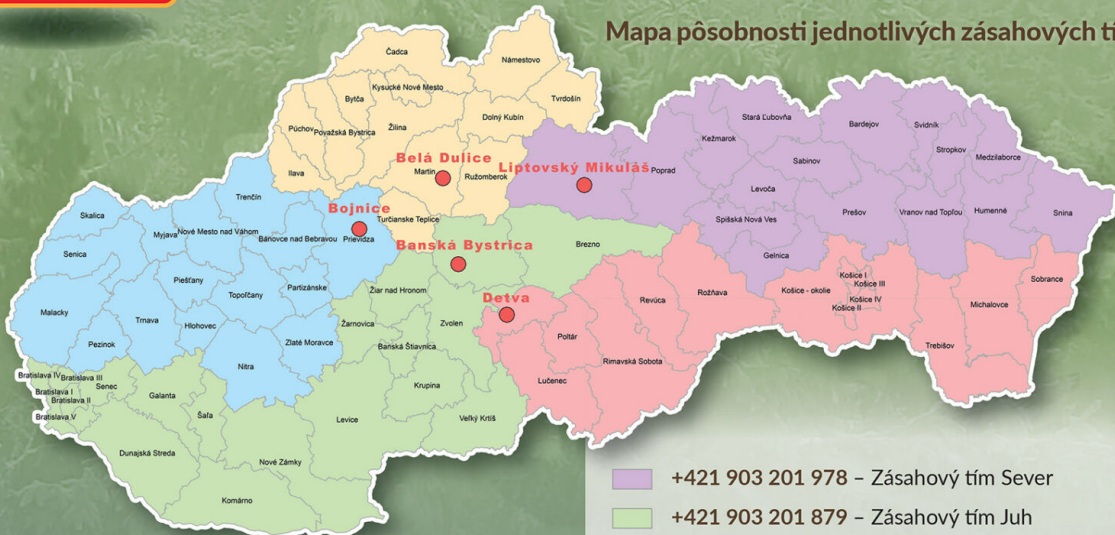 Mapa pôsobnosti jednotlivých zásahových
Čadca
Námestovo
Kysucké Nové Mesto
Bytča
Tvrdošín
Dolný Kubín
Púchov
Považská Bystrica
Žilina
Stará Ľubovňa
Bardejov
Svidník
Kežmarok
Stropkov
Medzilaborce
Sabinov
Belá Dulice
Liptovský Mikuláš
Ilava
Martin
Ružomberok
Poprad
Levoča
Trenčín
Bojnice
Skalica
Turčianske Teplice
Spišská Nová Ves
Prešov
Vranov nad Topľou
Humenné
Snina
Myjava
Nové Mesto nad Váhom
Bánovce nad Bebravou
Prievidza
Banská Bystrica
Brezno
Senica
Gelnica
Piešťany
Topoľčany
Partizánske
Žiar nad Hronom
Detva
Revúca
Rožňava
Košice - okolie
Košice I
Košice III
Košice IV
Košice II
Sobrance
Michalovce
Malacky
Trnava
Hlohovec
Žarnovica
Zvolen
Pezinok
Zlaté Moravce
Banská Štiavnica
Poltár
Trebišov
Nitra
Rimavská Sobota
Bratislava IV
Bratislava III
Senec
Bratislava I
Bratislava II
Bratislava V
Galanta
Šaľa
Levice
Krupina
Lučenec
Veľký Krtíš
Dunajská Streda
Nové Zámky
Komárno
+421 903 201 978 – Zásahový tím Sever
+421 903 201 879 – Zásahový tím Juh